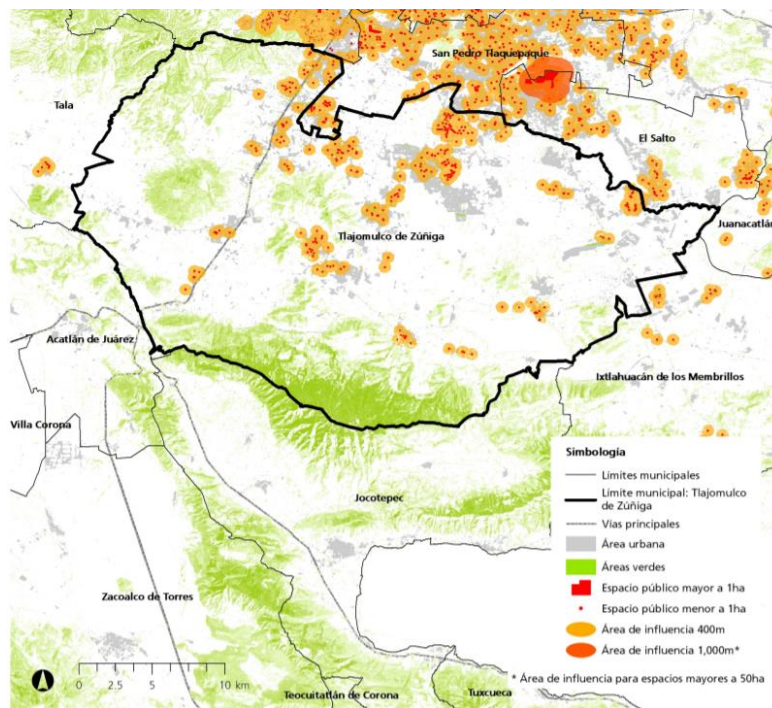 San Pedro Tlaquepaque
Tala
El Salto
Juanacatlán
Tlajomulco de Zúñiga
Acatlán de Juárez
Ixtlahuacán de los Membrillos
Villa Corona
Jocotepec
Zacoalco de Torres
Teocuitatlán de Corona
Tuxcueca
0 2.5 5 10 km
Simbología
Límites municipales
Límite municipal: Tlajomulco
de Zúñiga
Vías principales
Área urbana
Áreas verdes
Espacio público mayor a 1ha
Espacio público menor a 1ha
Área de influencia 400m
Área de influencia 1,000m*
* Área de influencia para espacios mayores a 50ha